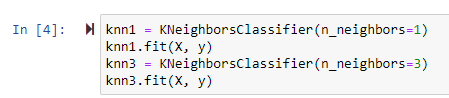 In [4]:
knn1 = KNeighborsClassifier(n_neighbors=1)
knn1.fit(X, y)
knn3 = KNeighborsClassifier(n_neighbors=3)
knn3.fit(X, y)